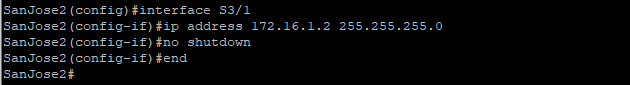 SanJose2(config)#interface S3/1
SanJose2(config-if)#ip address 172.16.1.2 255.255.255.0
SanJose2(config-if)#no shutdown
SanJose2(config-if)#end
SanJose2#